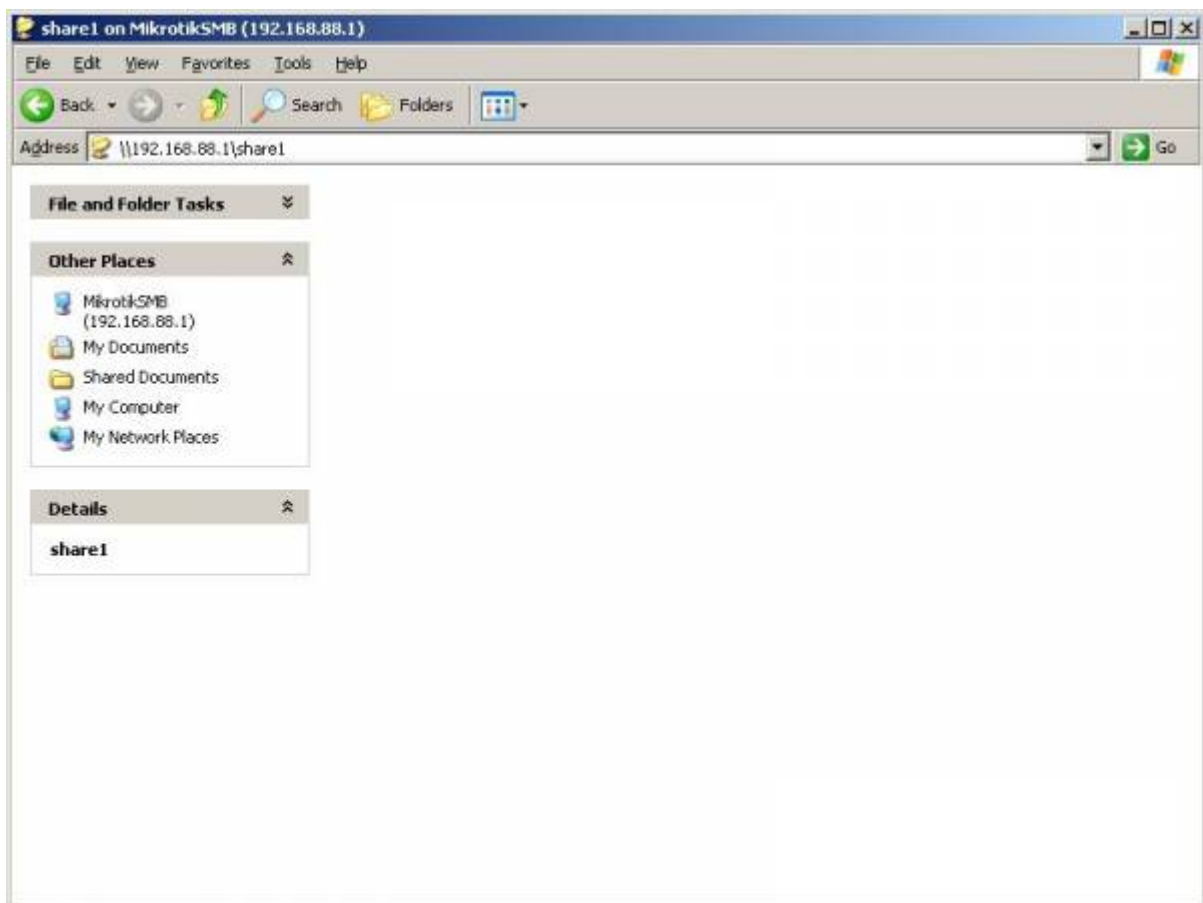 share1 on MikrotikSMB (192.168.88.1)
File Edit View Favorites Tools Help
Back Search Folders
Address \\192.168.88.1\share1 Go
File and Folder Tasks
Other Places
MikrotikSMB
(192.168.88.1)
My Documents
Shared Documents
My Computer
My Network Places
Details
share1